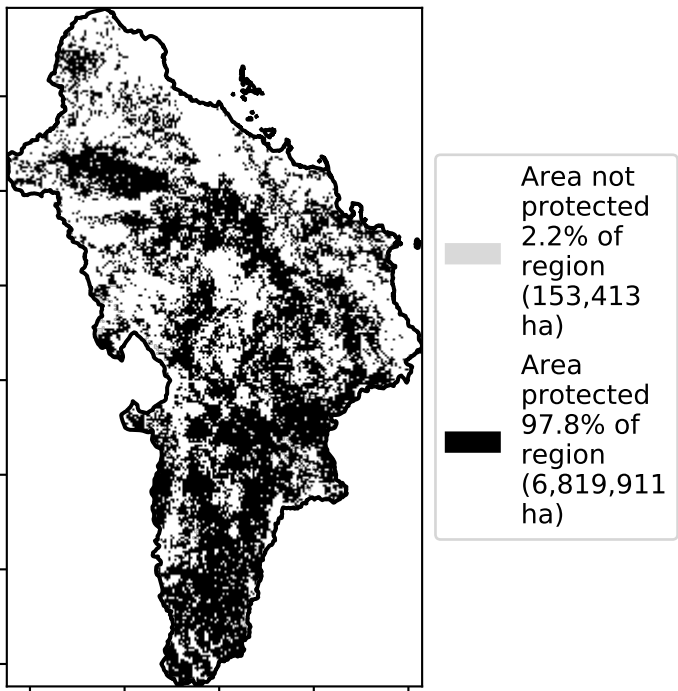 Area not
protected
2.2% of
region
(153,413
ha)
Area
protected
97.8% of
region
(6,819,911
ha)